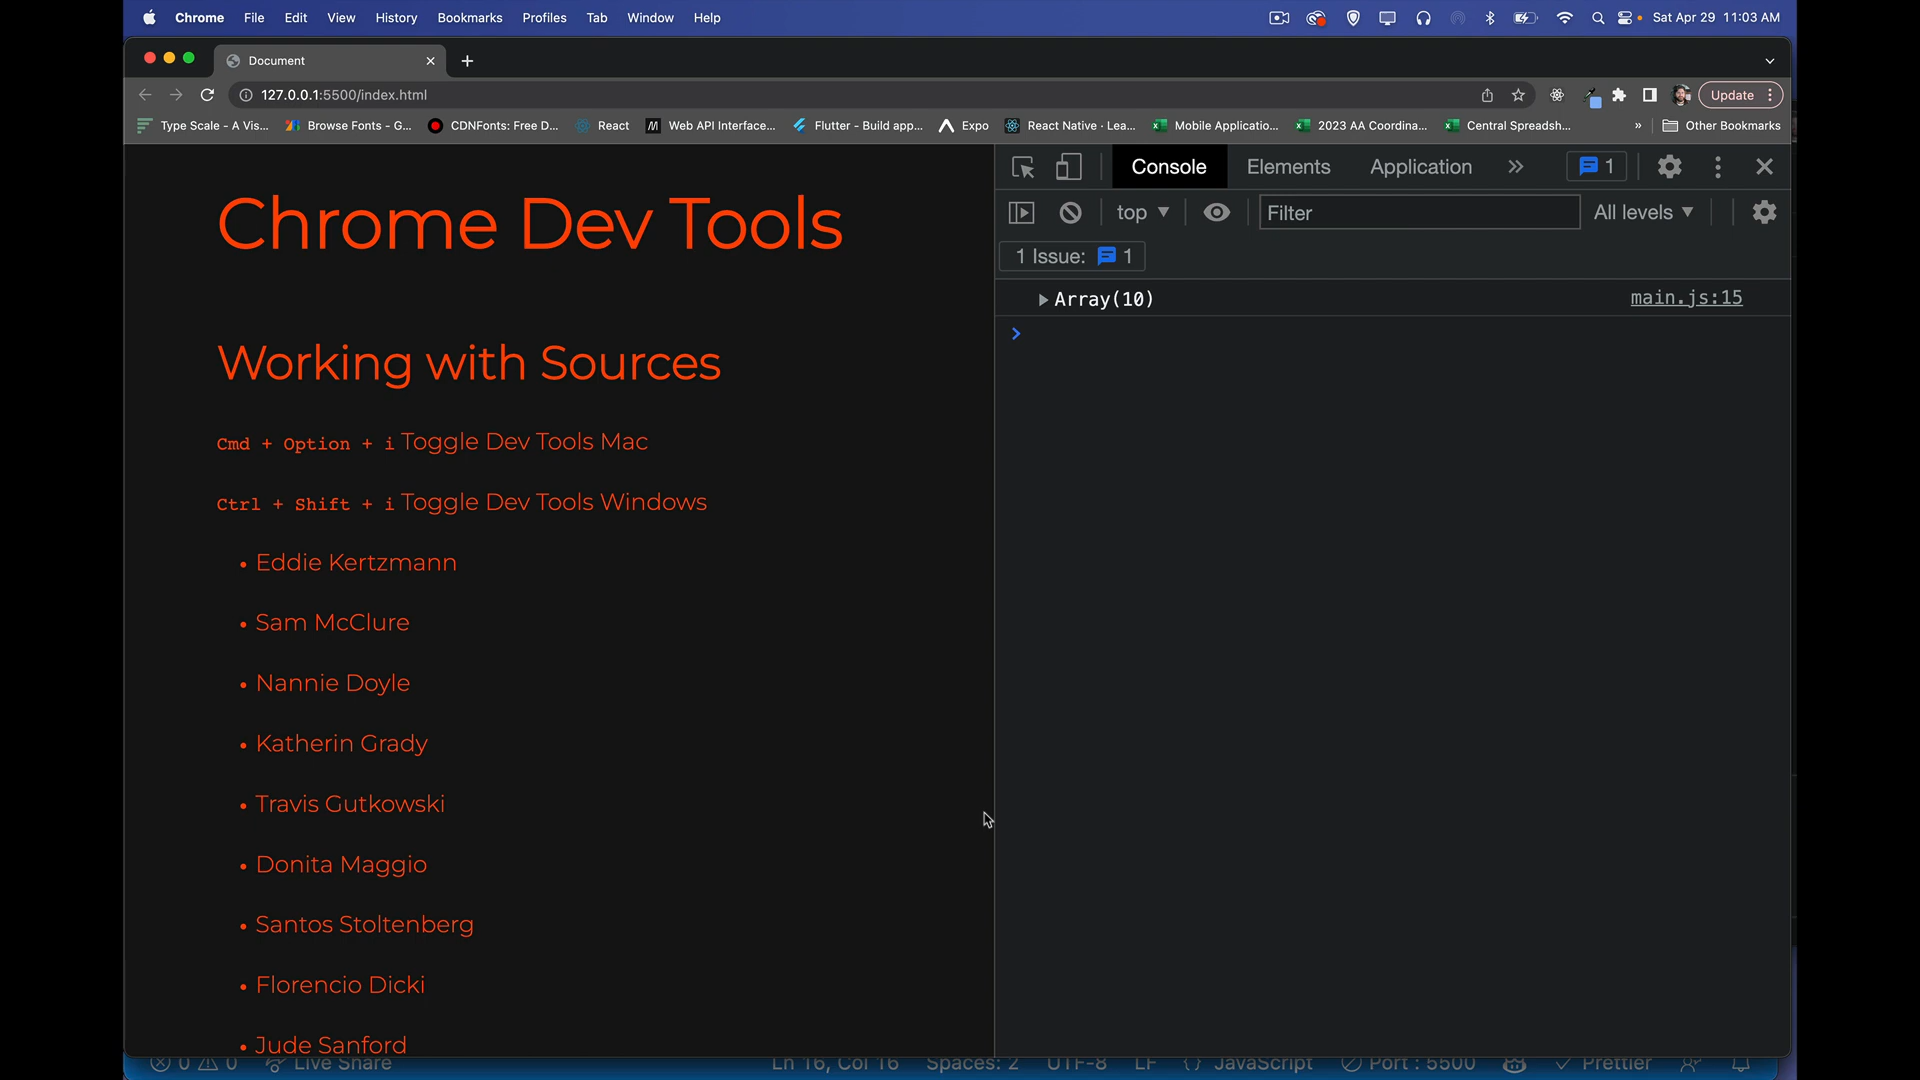 Chrome File Edit View History Bookmarks Profiles Tab Window Help Sat Apr 29 11:03 AM
Document
127.0.0.1:5500/index.html Update
Type Scale - A Vis... Browse Fonts - G... CDNFonts: Free D... React Web API Interface... Flutter - Build app... Expo React Native · Lea... Mobile Applicatio... 2023 AA Coordina... Central Spreadsh... » Other Bookmarks
Console Elements Application 1
top Filter All levels
1 Issue: 1
Array(10) main.js:15
Chrome Dev Tools
Working with Sources
Cmd + Option + i Toggle Dev Tools Mac
Ctrl + Shift + i Toggle Dev Tools Windows
• Eddie Kertzmann
• Sam McClure
• Nannie Doyle
• Katherin Grady
• Travis Gutkowski
• Donita Maggio
• Santos Stoltenberg
• Florencio Dicki
• Jude Sanford
0 0 Live Share Ln 16, Col 16 Spaces: 2 UTF-8 LF {} JavaScript Port : 5500 Prettier